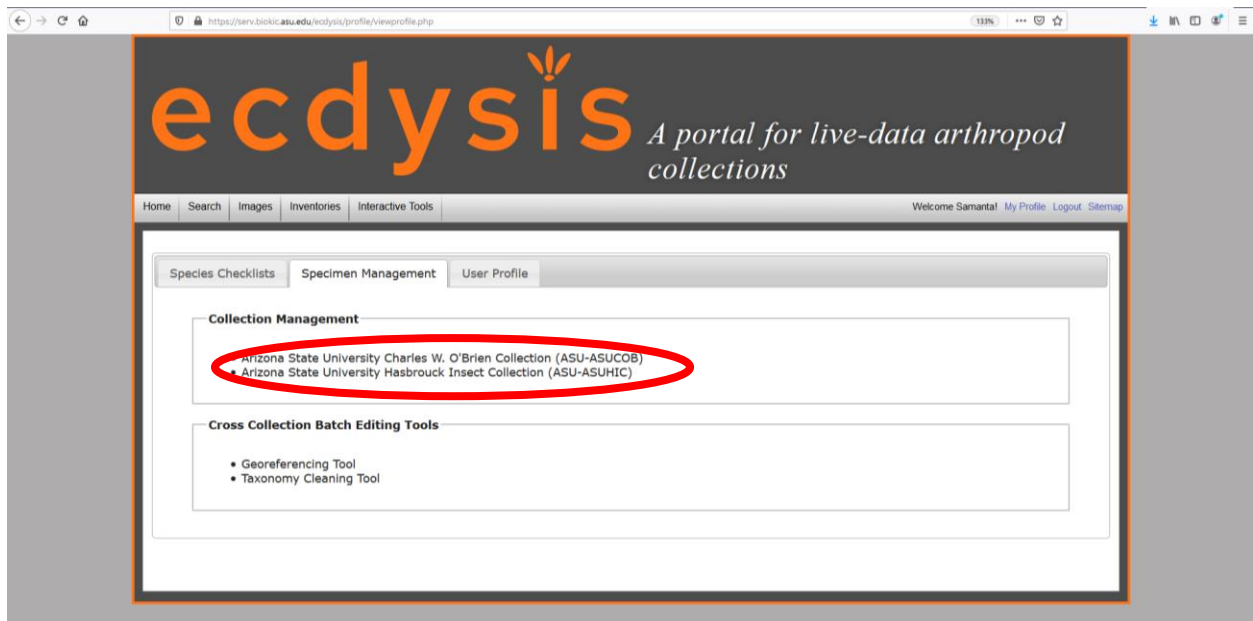 https://serv.biokic.asu.edu/ecdysis/profile/viewprofile.php
133%
ecdysis
A portal for live-data arthropod
collections
Home Search Images Inventories Interactive Tools
Welcome Samanta! My Profile Logout Sitemap
Species Checklists Specimen Management User Profile
Collection Management
• Arizona State University Charles W. O'Brien Collection (ASU-ASUCOB)
• Arizona State University Hasbrouck Insect Collection (ASU-ASUHIC)
Cross Collection Batch Editing Tools
• Georeferencing Tool
• Taxonomy Cleaning Tool